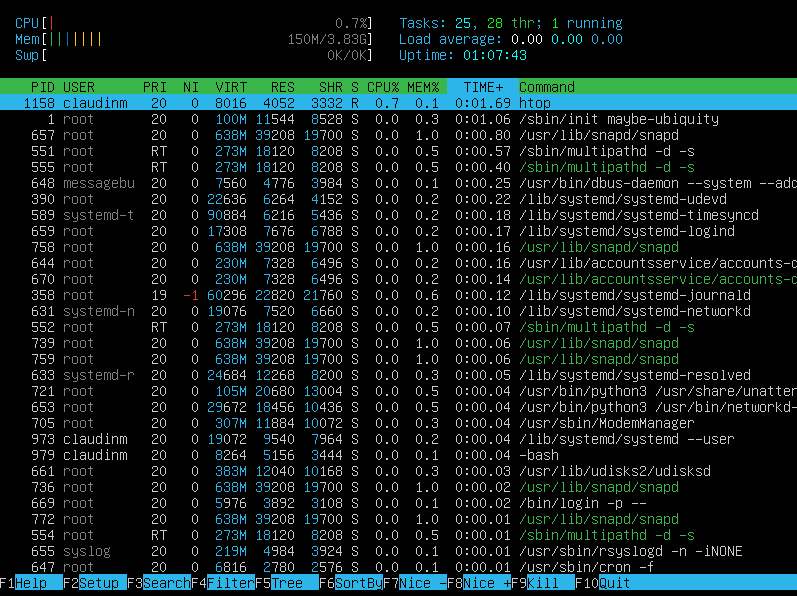 CPU[| 0.7%] Tasks: 25, 28 thr; 1 running
Mem[||||||| 150M/3.83G] Load average: 0.00 0.00 0.00
Swp[ 0K/0K] Uptime: 01:07:43
PID USER PRI NI VIRT RES SHR S CPU% MEM% TIME+ Command
1158 claudinm 20 0 8016 4052 3332 R 0.7 0.1 0:01.69 htop
1 root 20 0 100M 11544 8528 S 0.0 0.3 0:01.06 /sbin/init maybe-ubiquity
657 root 20 0 638M 39208 19700 S 0.0 1.0 0:00.80 /usr/lib/snapd/snapd
551 root RT 0 273M 18120 8208 S 0.0 0.5 0:00.57 /sbin/multipathd -d -s
555 root RT 0 273M 18120 8208 S 0.0 0.5 0:00.40 /sbin/multipathd -d -s
648 messagebu 20 0 7560 4776 3984 S 0.0 0.1 0:00.25 /usr/bin/dbus-daemon --system --add
390 root 20 0 22636 6264 4152 S 0.0 0.2 0:00.22 /lib/systemd/systemd-udevd
589 systemd-t 20 0 90884 6216 5436 S 0.0 0.2 0:00.18 /lib/systemd/systemd-timesyncd
659 root 20 0 17308 7676 6788 S 0.0 0.2 0:00.17 /lib/systemd/systemd-logind
758 root 20 0 638M 39208 19700 S 0.0 1.0 0:00.16 /usr/lib/snapd/snapd
644 root 20 0 230M 7328 6496 S 0.0 0.2 0:00.16 /usr/lib/accountsservice/accounts-d
670 root 20 0 230M 7328 6496 S 0.0 0.2 0:00.14 /usr/lib/accountsservice/accounts-d
358 root 19 -1 60296 22820 21760 S 0.0 0.6 0:00.12 /lib/systemd/systemd-journald
631 systemd-n 20 0 19076 7520 6660 S 0.0 0.2 0:00.10 /lib/systemd/systemd-networkd
552 root RT 0 273M 18120 8208 S 0.0 0.5 0:00.07 /sbin/multipathd -d -s
739 root 20 0 638M 39208 19700 S 0.0 1.0 0:00.06 /usr/lib/snapd/snapd
759 root 20 0 638M 39208 19700 S 0.0 1.0 0:00.06 /usr/lib/snapd/snapd
633 systemd-r 20 0 24684 12268 8200 S 0.0 0.3 0:00.05 /lib/systemd/systemd-resolved
721 root 20 0 105M 20680 13004 S 0.0 0.5 0:00.04 /usr/bin/python3 /usr/share/unatter
653 root 20 0 29672 18456 10436 S 0.0 0.5 0:00.04 /usr/bin/python3 /usr/bin/networkd-
705 root 20 0 307M 11884 10072 S 0.0 0.3 0:00.04 /usr/sbin/ModemManager
973 claudinm 20 0 19072 9540 7964 S 0.0 0.2 0:00.04 /lib/systemd/systemd --user
979 claudinm 20 0 8264 5156 3444 S 0.0 0.1 0:00.04 -bash
661 root 20 0 383M 12040 10168 S 0.0 0.3 0:00.03 /usr/lib/udisks2/udisksd
736 root 20 0 638M 39208 19700 S 0.0 1.0 0:00.02 /usr/lib/snapd/snapd
669 root 20 0 5976 3892 3108 S 0.0 0.1 0:00.02 /bin/login -p --
772 root 20 0 638M 39208 19700 S 0.0 1.0 0:00.01 /usr/lib/snapd/snapd
554 root RT 0 273M 18120 8208 S 0.0 0.5 0:00.01 /sbin/multipathd -d -s
655 syslog 20 0 219M 4984 3924 S 0.0 0.1 0:00.01 /usr/sbin/rsyslogd -n -iNONE
647 root 20 0 6816 2780 2576 S 0.0 0.1 0:00.01 /usr/sbin/cron -f
F1Help F2Setup F3SearchF4FilterF5Tree F6SortByF7Nice -F8Nice +F9Kill F10Quit